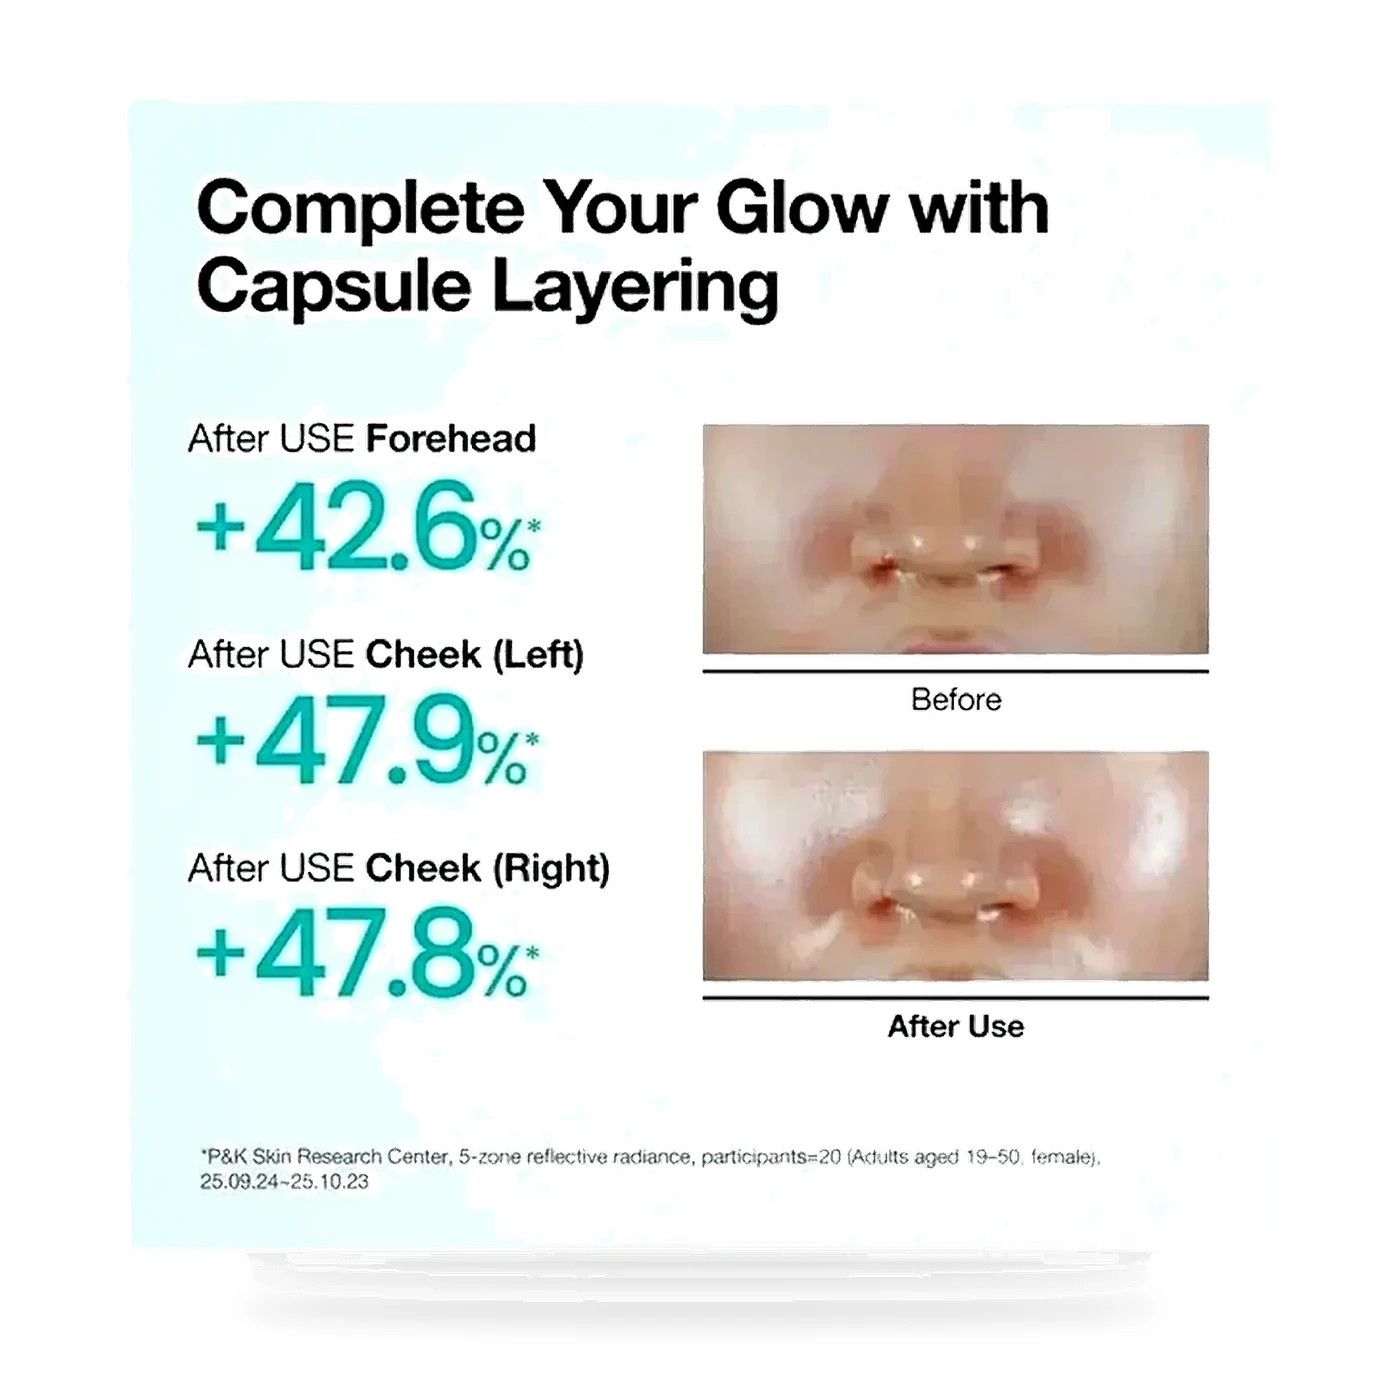 Complete Your Glow with
Capsule Layering
After USE Forehead
+42.6%*
After USE Cheek (Left)
+47.9%*
After USE Cheek (Right)
+47.8%*
Before
After Use
*P&K Skin Research Center, 5-zone reflective radiance, participants=20 (Adults aged 19–50, female),
25.09.24~25.10.23